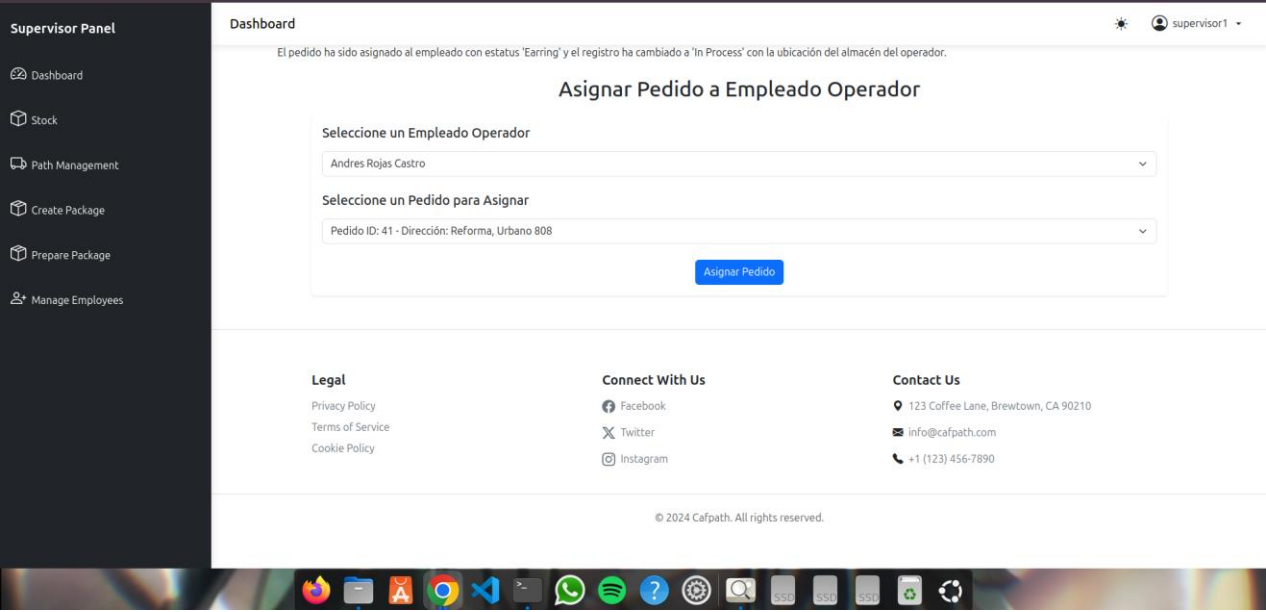 Supervisor Panel
Dashboard
Stock
Path Management
Create Package
Prepare Package
Manage Employees
Dashboard
supervisor1
El pedido ha sido asignado al empleado con estatus 'Earring' y el registro ha cambiado a 'In Process' con la ubicación del almacén del operador.
Asignar Pedido a Empleado Operador
Seleccione un Empleado Operador
Andres Rojas Castro
Seleccione un Pedido para Asignar
Pedido ID: 41 - Dirección: Reforma, Urbano 808
Asignar Pedido
Legal
Privacy Policy
Terms of Service
Cookie Policy
Connect With Us
Facebook
Twitter
Instagram
Contact Us
123 Coffee Lane, Brewtown, CA 90210
info@cafpath.com
+1 (123) 456-7890
© 2024 Cafpath. All rights reserved.
SSD
SSD
SSD